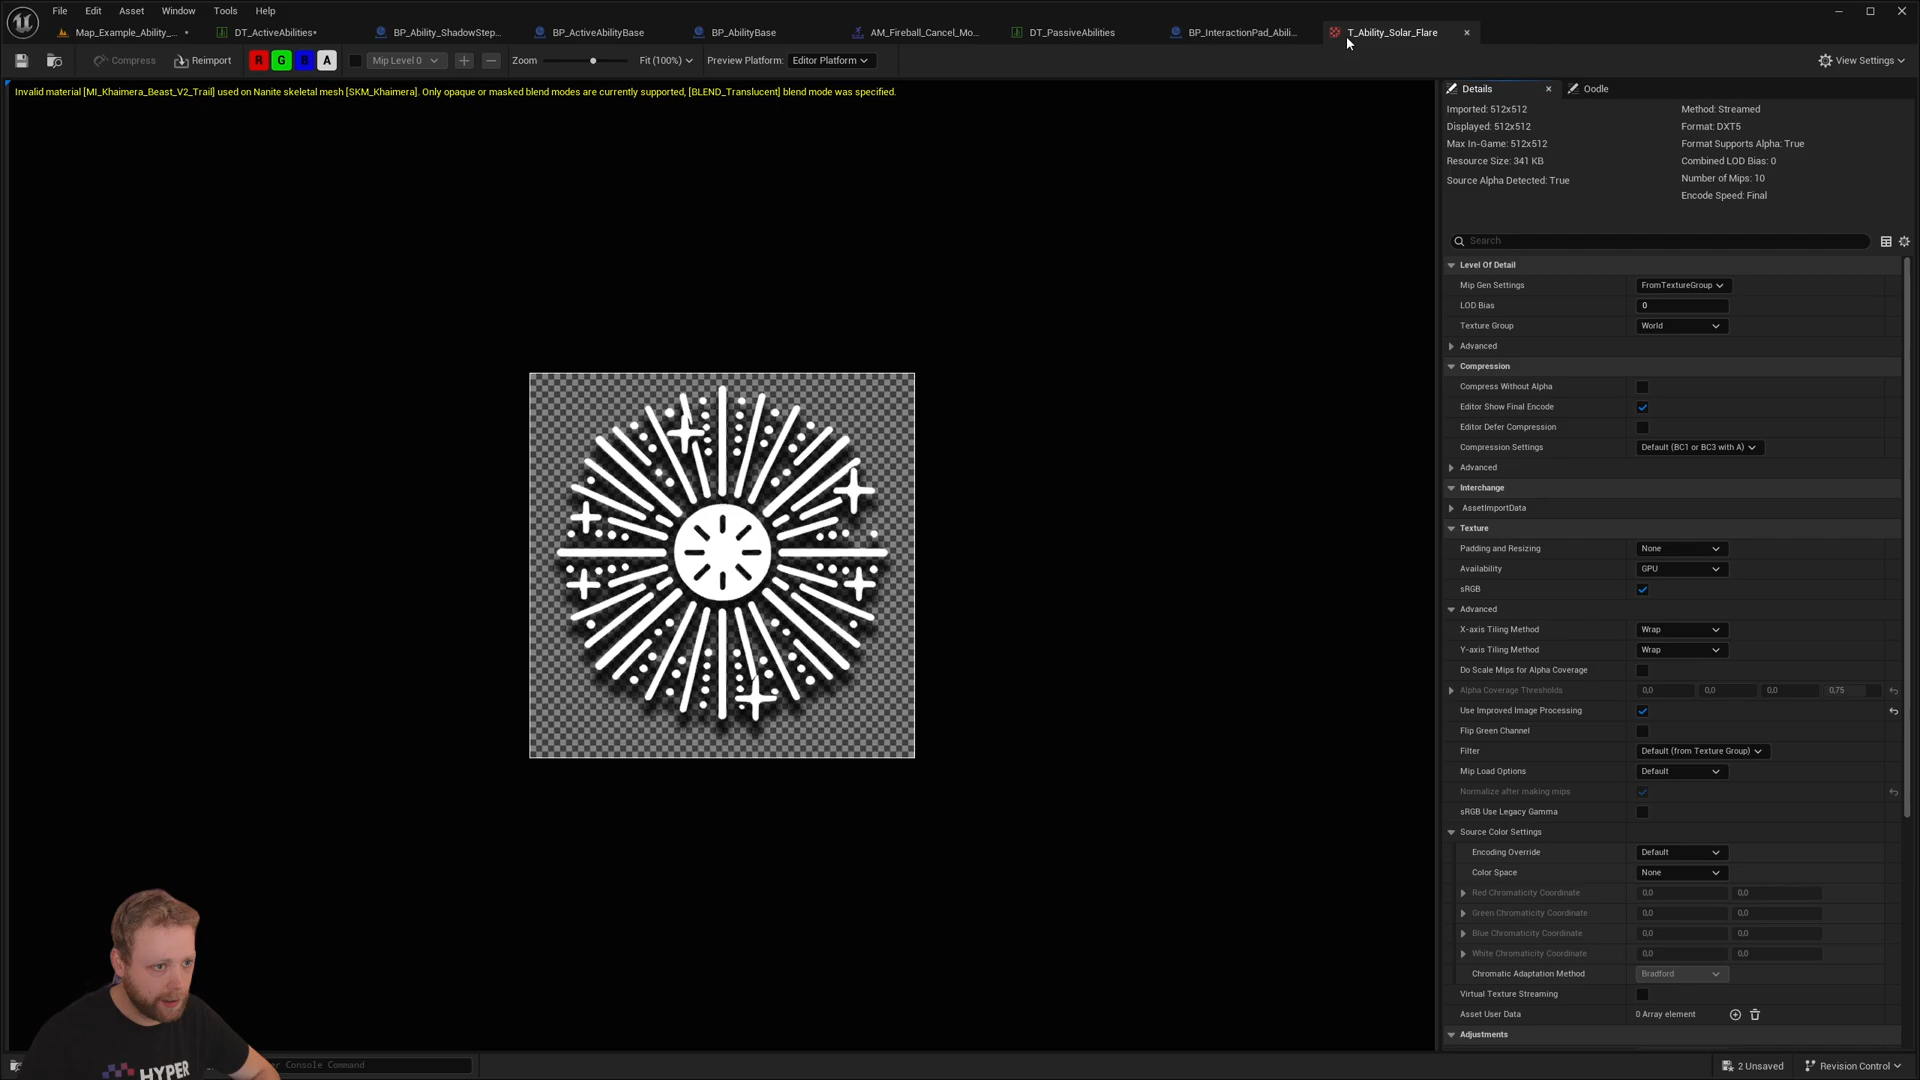 File Edit Asset Window Tools Help
Map_Example_Ability_... • DT_ActiveAbilities• BP_Ability_ShadowStep... BP_ActiveAbilityBase BP_AbilityBase AM_Fireball_Cancel_Mo... DT_PassiveAbilities BP_InteractionPad_Abili... T_Ability_Solar_Flare
Compress Reimport R G B A Mip Level 0 Zoom Fit (100%) Preview Platform: Editor Platform View Settings
Invalid material [MI_Khaimera_Beast_V2_Trail] used on Nanite skeletal mesh [SKM_Khaimera]. Only opaque or masked blend modes are currently supported, [BLEND_Translucent] blend mode was specified.
Details Oodle
Imported: 512x512 Method: Streamed
Displayed: 512x512 Format: DXT5
Max In-Game: 512x512 Format Supports Alpha: True
Resource Size: 341 KB Combined LOD Bias: 0
Source Alpha Detected: True Number of Mips: 10
Encode Speed: Final
Search
Level Of Detail
Mip Gen Settings FromTextureGroup
LOD Bias 0
Texture Group World
Advanced
Compression
Compress Without Alpha
Editor Show Final Encode
Editor Defer Compression
Compression Settings Default (BC1 or BC3 with A)
Advanced
Interchange
AssetImportData
Texture
Padding and Resizing None
Availability GPU
sRGB
Advanced
X-axis Tiling Method Wrap
Y-axis Tiling Method Wrap
Do Scale Mips for Alpha Coverage
Alpha Coverage Thresholds 0,0 0,0 0,0 0,75
Use Improved Image Processing
Flip Green Channel
Filter Default (from Texture Group)
Mip Load Options Default
Normalize after making mips
sRGB Use Legacy Gamma
Source Color Settings
Encoding Override Default
Color Space None
Red Chromaticity Coordinate 0,0 0,0
Green Chromaticity Coordinate 0,0 0,0
Blue Chromaticity Coordinate 0,0 0,0
White Chromaticity Coordinate 0,0 0,0
Chromatic Adaptation Method Bradford
Virtual Texture Streaming
Asset User Data 0 Array element
Adjustments
Console Command 2 Unsaved Revision Control
HYPER